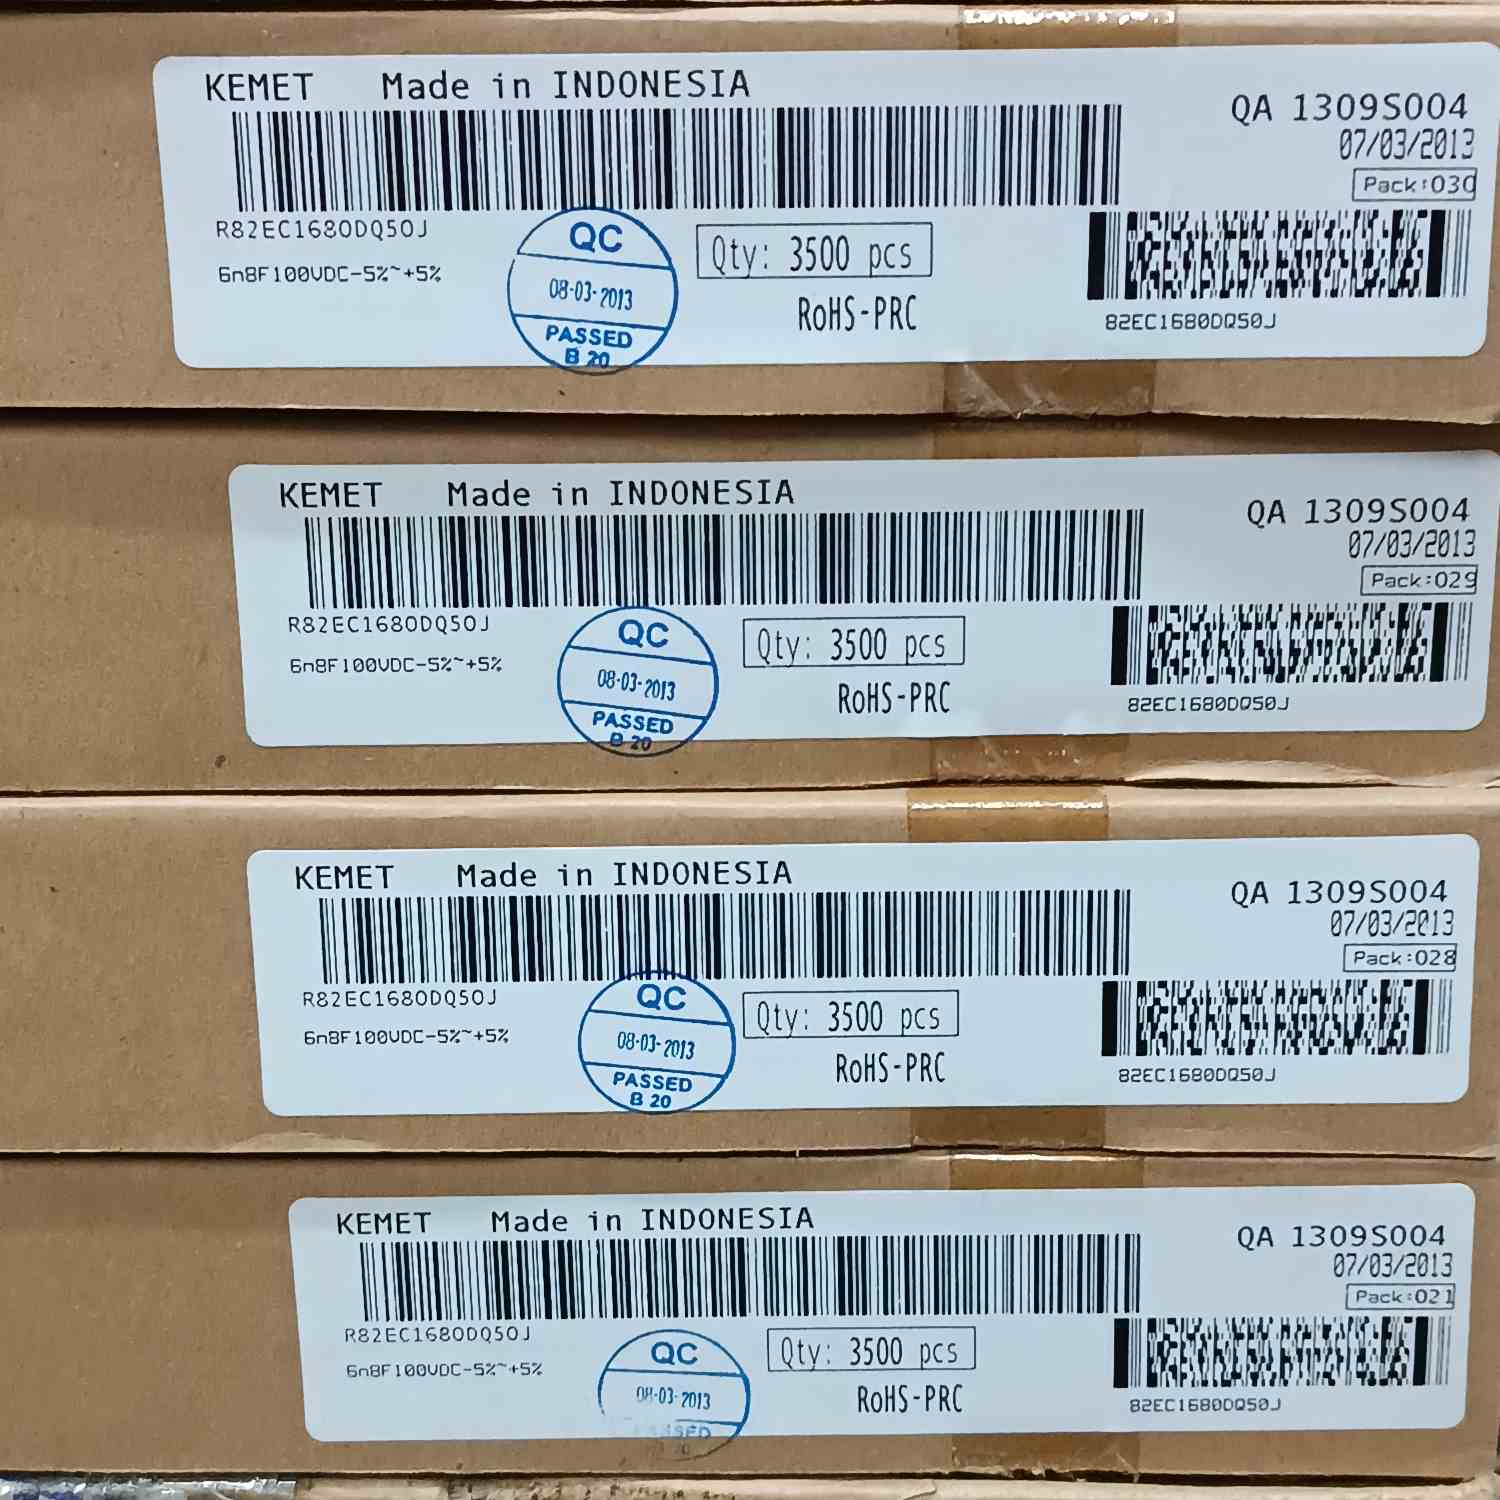 KEMET Made in INDONESIA
QA 1309S004
07/03/2013
Pack:030
R82EC1680DQ50J
6n8F100VDC-5%~+5%
QC
08-03-2013
PASSED
B 20
Qty: 3500 pcs
RoHS-PRC
82EC1680DQ50J
KEMET Made in INDONESIA
QA 1309S004
07/03/2013
Pack:029
R82EC1680DQ50J
6n8F100VDC-5%~+5%
QC
08-03-2013
PASSED
B 20
Qty: 3500 pcs
RoHS-PRC
82EC1680DQ50J
KEMET Made in INDONESIA
QA 1309S004
07/03/2013
Pack:028
R82EC1680DQ50J
6n8F100VDC-5%~+5%
QC
08-03-2013
PASSED
B 20
Qty: 3500 pcs
RoHS-PRC
82EC1680DQ50J
KEMET Made in INDONESIA
QA 1309S004
07/03/2013
Pack:021
R82EC1680DQ50J
6n8F100VDC-5%~+5%
QC
08-03-2013
PASSED
Qty: 3500 pcs
RoHS-PRC
82EC1680DQ50J